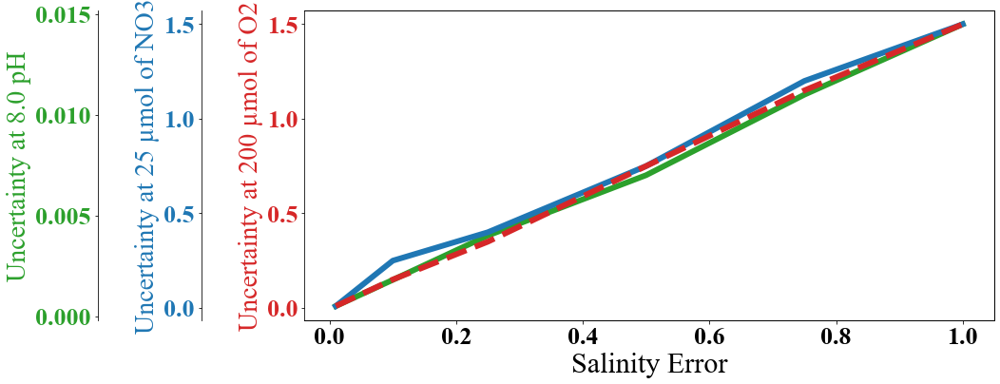 Uncertainty at 8.0 pH
0.015
0.010
0.005
0.000
Uncertainty at 25 μmol of NO3
1.5
1.0
0.5
0.0
Uncertainty at 200 μmol of O2
1.5
1.0
0.5
0.0
0.0 0.2 0.4 0.6 0.8 1.0
Salinity Error